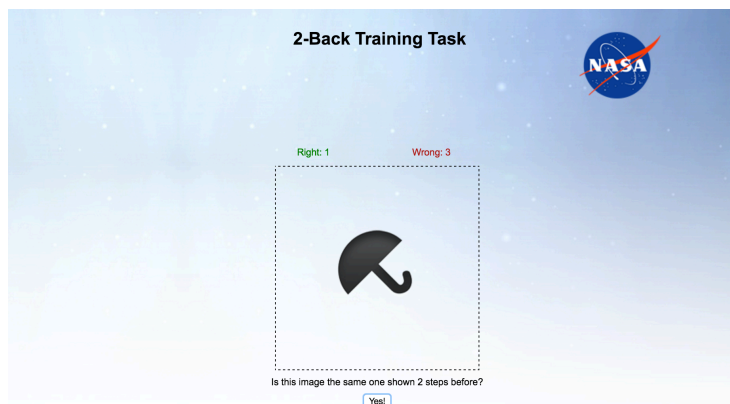 2-Back Training Task
NASA
Right: 1 Wrong: 3
Is this image the same one shown 2 steps before?
Yes!